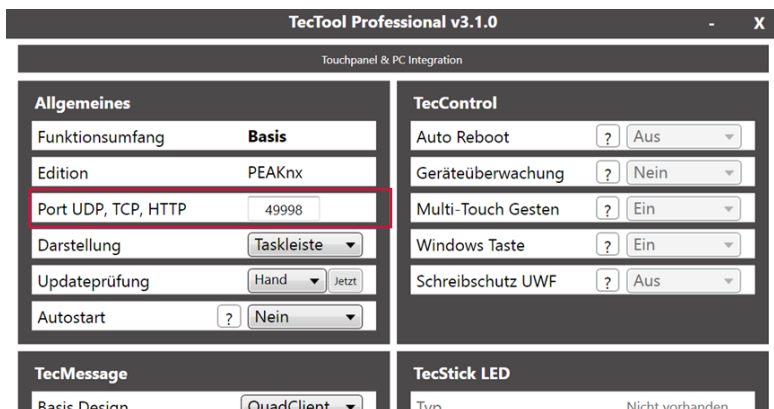 TecTool Professional v3.1.0 - X
Touchpanel & PC Integration
Allgemeines
Funktionsumfang Basis
Edition PEAKnx
Port UDP, TCP, HTTP 49998
Darstellung Taskleiste
Updateprüfung Hand Jetzt
Autostart ? Nein
TecControl
Auto Reboot ? Aus
Geräteüberwachung ? Nein
Multi-Touch Gesten ? Ein
Windows Taste ? Ein
Schreibschutz UWF ? Aus
TecMessage
Basis Design QuadClient
TecStick LED
Typ Nicht vorhanden